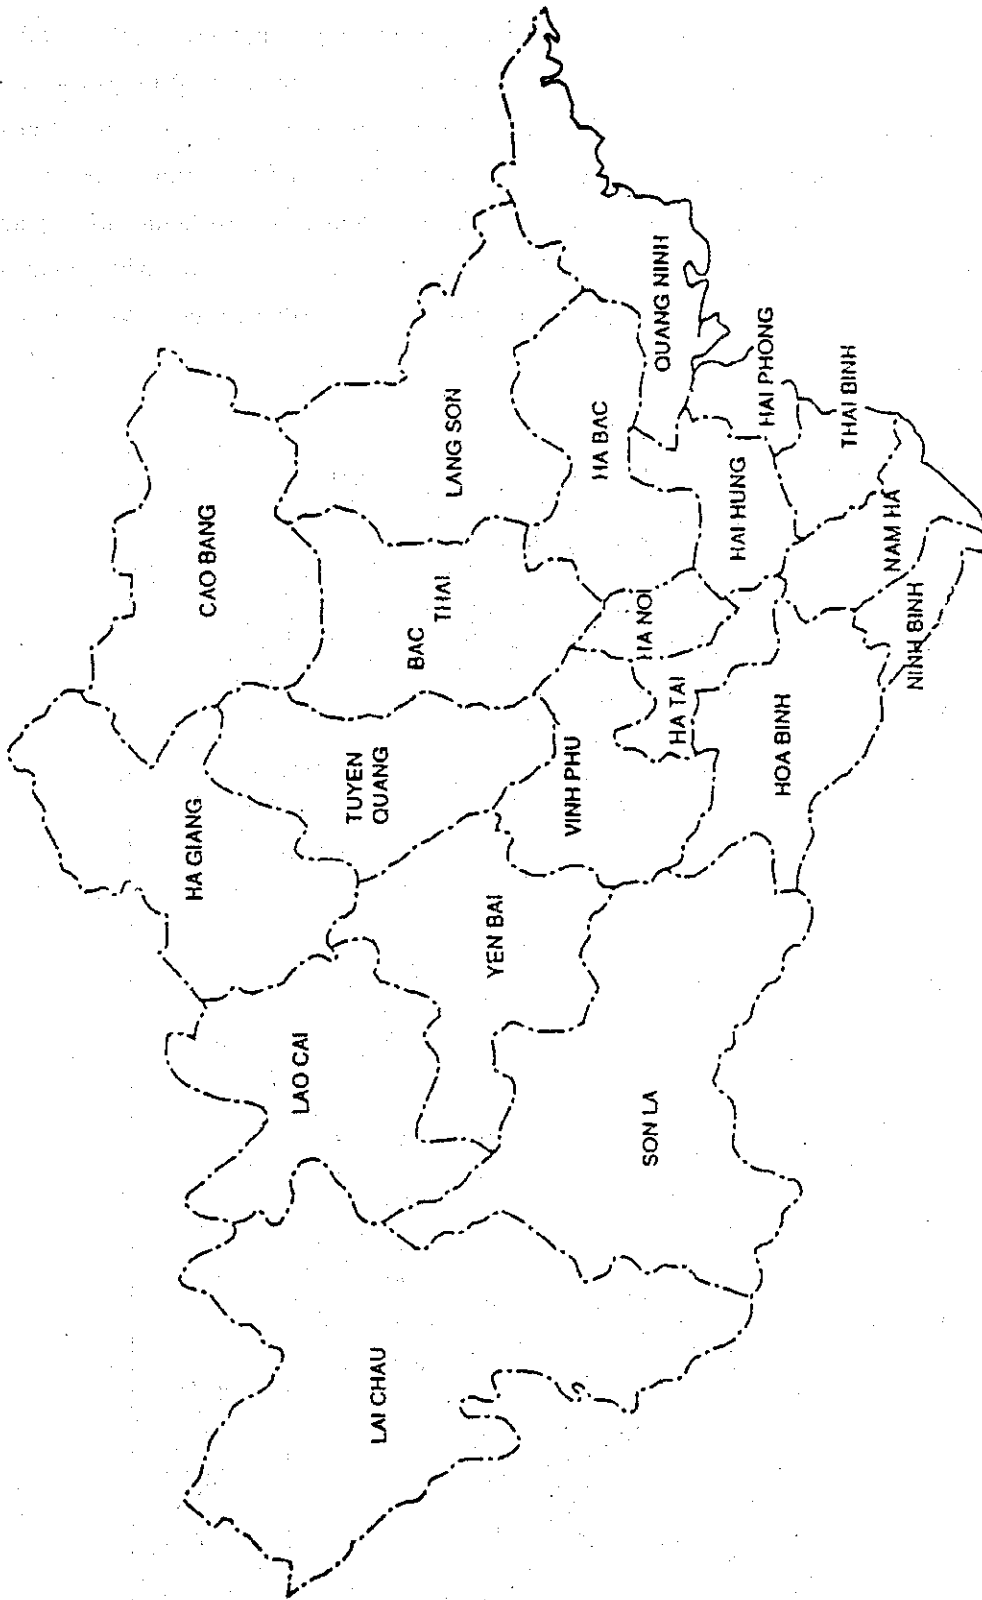 HA GIANG
CAO BANG
LAO CAI
TUYEN
QUANG
BAC
THAI
LANG SON
LAI CHAU
YEN BAI
VINH PHU
HA BAC
QUANG NINH
HA NOI
HA TAI
SON LA
HOA BINH
HAI HUNG
HAI PHONG
THAI BINH
NAM HA
NINH BINH